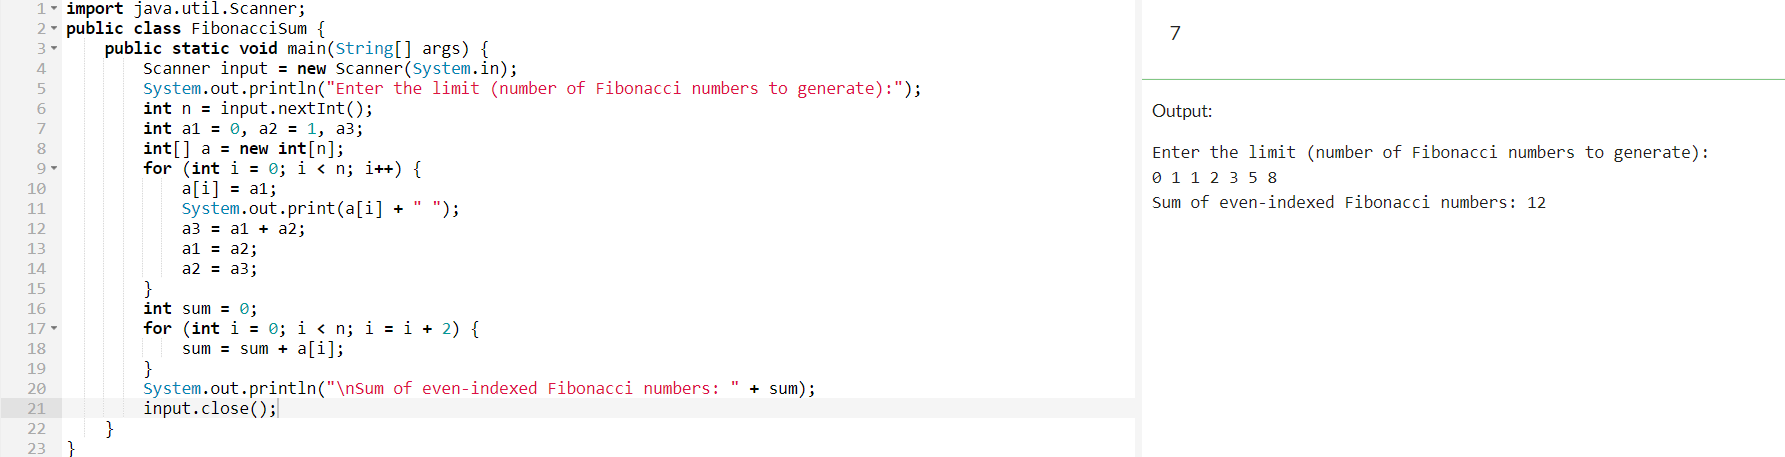 1 import java.util.Scanner;
2 public class FibonacciSum {
3 public static void main(String[] args) {
4 Scanner input = new Scanner(System.in);
5 System.out.println("Enter the limit (number of Fibonacci numbers to generate):");
6 int n = input.nextInt();
7 int a1 = 0, a2 = 1, a3;
8 int[] a = new int[n];
9 for (int i = 0; i < n; i++) {
10 a[i] = a1;
11 System.out.print(a[i] + " ");
12 a3 = a1 + a2;
13 a1 = a2;
14 a2 = a3;
15 }
16 int sum = 0;
17 for (int i = 0; i < n; i = i + 2) {
18 sum = sum + a[i];
19 }
20 System.out.println("\nSum of even-indexed Fibonacci numbers: " + sum);
21 input.close();
22 }
23 }
7
Output:
Enter the limit (number of Fibonacci numbers to generate):
0 1 1 2 3 5 8
Sum of even-indexed Fibonacci numbers: 12